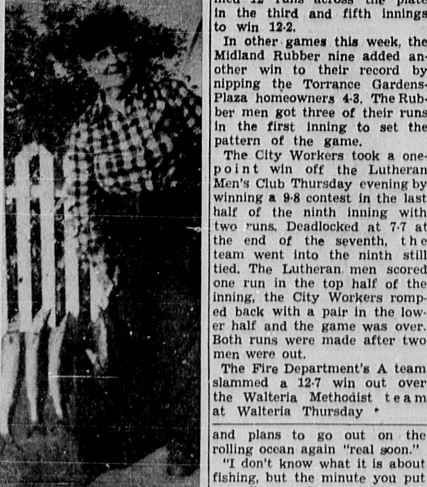 in the third and fifth innings
to win 12-2.
In other games this week, the
Midland Rubber nine added an-
other win to their record by
nipping the Torrance Gardens-
Plaza homeowners 4-3. The Rub-
ber men got three of their runs
in the first inning to set the
pattern of the game.
The City Workers took a one-
point win off the Lutheran
Men's Club Thursday evening by
winning a 9-8 contest in the last
half of the ninth inning with
two runs. Deadlocked at 7-7 at
the end of the seventh, the
team went into the ninth still
tied. The Lutheran men scored
one run in the top half of the
inning, the City Workers romp-
ed back with a pair in the low-
er half and the game was over.
Both runs were made after two
men were out.
The Fire Department's A team
slammed a 12-7 win out over
the Walteria Methodist team
at Walteria Thursday
and plans to go out on the
rolling ocean again "real soon."
"I don't know what it is about
fishing, but the minute you put